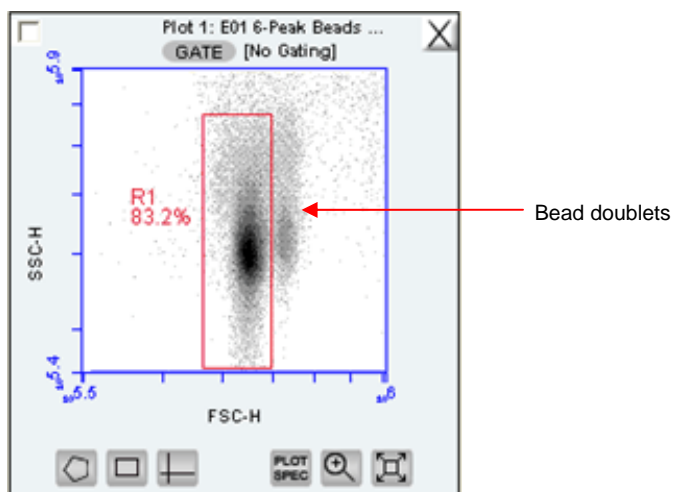 Plot 1: E01 6-Peak Beads ...
GATE [No Gating]
10^5.9
R1
83.2%
Bead doublets
SSC-H
10^5.4
10^5.5
10^6
FSC-H
PLOT
SPEC